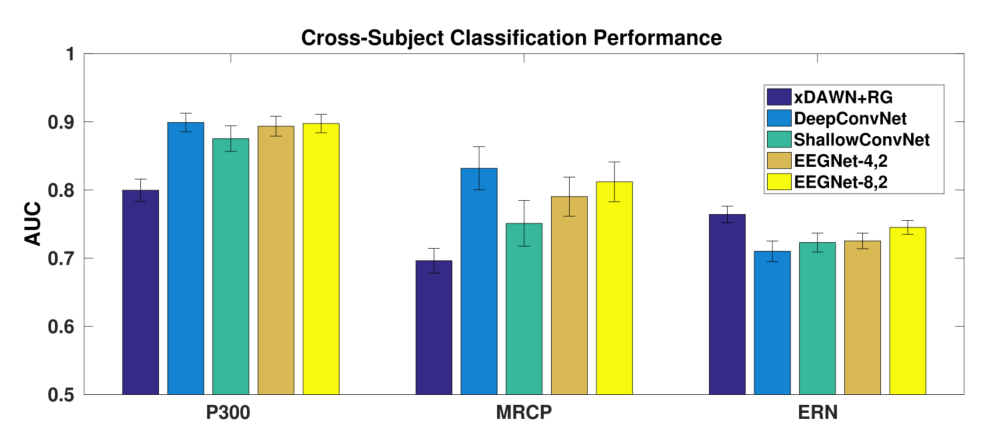 Cross-Subject Classification Performance
1
0.9
0.8
0.7
0.6
0.5
AUC
xDAWN+RG
DeepConvNet
ShallowConvNet
EEGNet-4,2
EEGNet-8,2
P300 MRCP ERN